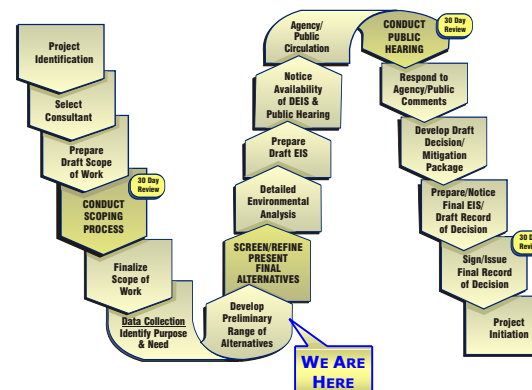 Project
Identification
Select
Consultant
Prepare
Draft Scope
of Work
30 Day
Review
CONDUCT
SCOPING
PROCESS
Finalize
Scope of
Work
Data Collection
Identify Purpose
& Need
Develop
Preliminary
Range of
Alternatives
WE ARE
HERE
SCREEN/REFINE
PRESENT
FINAL
ALTERNATIVES
Detailed
Environmental
Analysis
Prepare
Draft EIS
Notice
Availability
of DEIS &
Public Hearing
Agency/
Public
Circulation
CONDUCT
PUBLIC
HEARING
30 Day
Review
Respond to
Agency/Public
Comments
Develop Draft
Decision/
Mitigation
Package
Prepare/Notice
Final EIS/
Draft Record
of Decision
30 D
Revi
Sign/Issue
Final Record
of Decision
Project
Initiation